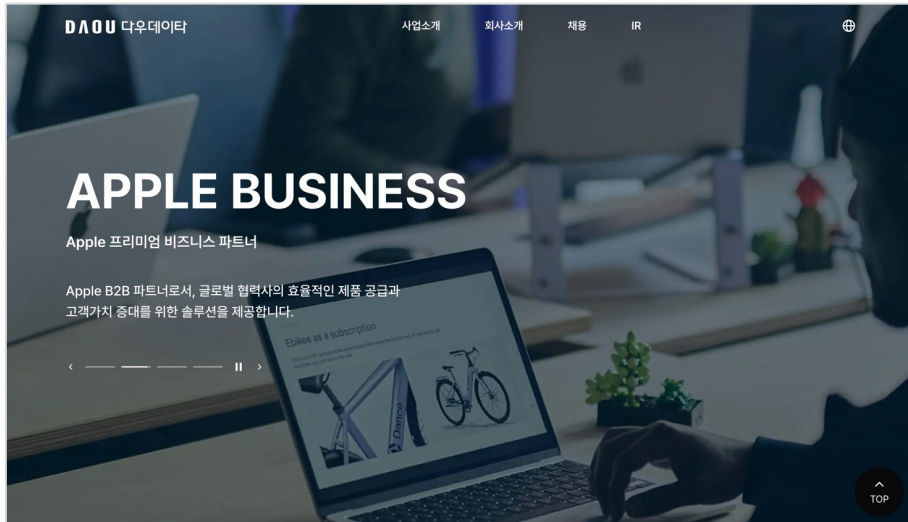 DAOU 다우데이타
사업소개 회사소개 채용 IR
APPLE BUSINESS
Apple 프리미엄 비즈니스 파트너
Apple B2B 파트너로서, 글로벌 협력사의 효율적인 제품 공급과
고객가치 증대를 위한 솔루션을 제공합니다.
Ebikes as a subscription
Dance
TOP